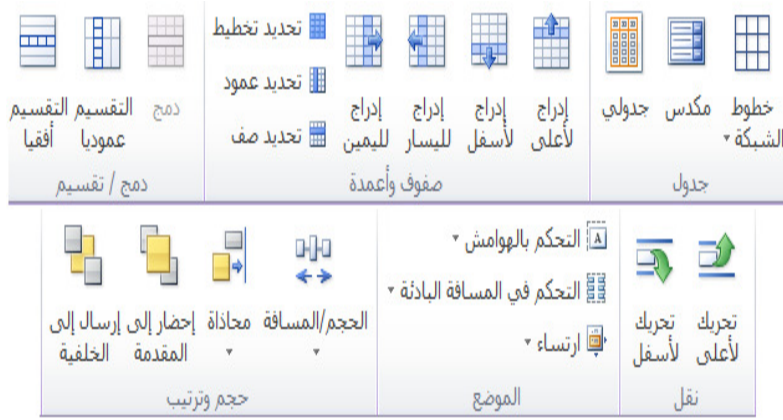 خطوط الشبكة
مكدس
جدولي
جدول
إدراج لأعلى
إدراج لأسفل
إدراج لليسار
إدراج لليمين
تحديد تخطيط
تحديد عمود
تحديد صف
صفوف وأعمدة
دمج
التقسيم عموديا
التقسيم أفقيا
دمج / تقسيم
تحريك لأعلى
تحريك لأسفل
نقل
A
التحكم بالهوامش
التحكم في المسافة البادئة
ارتساء
الموضع
الحجم/المسافة
محاذاة
إحضار إلى المقدمة
إرسال إلى الخلفية
حجم وترتيب